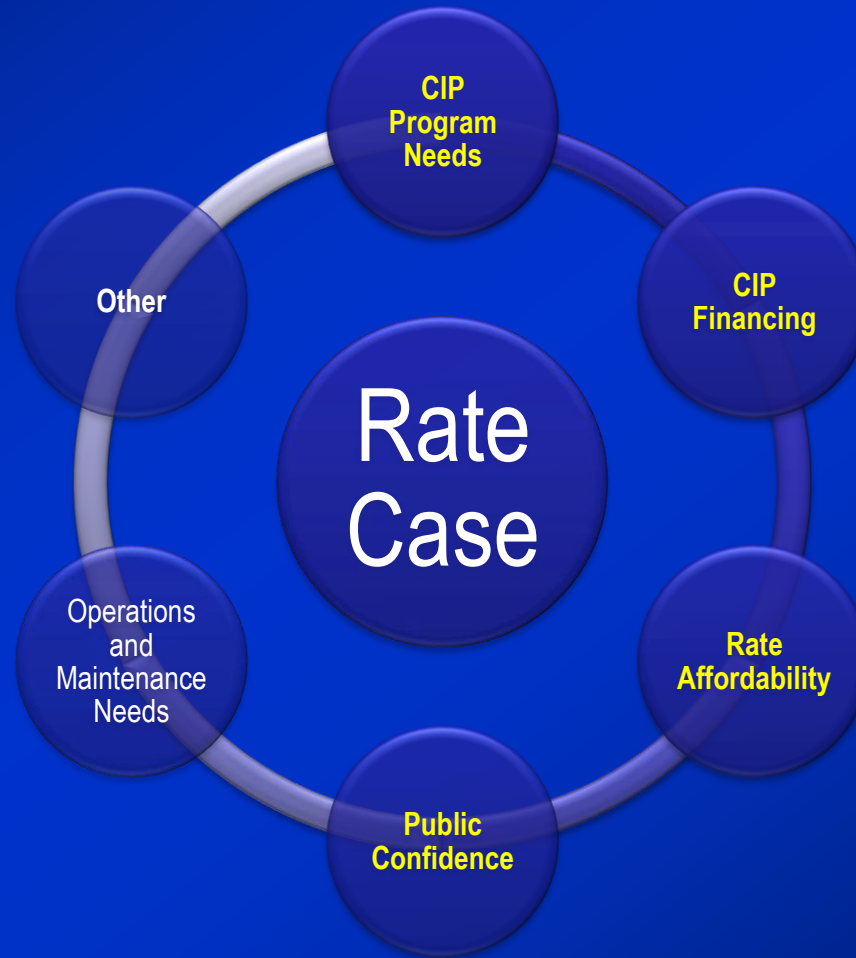 CIP
Program
Needs
CIP
Financing
Rate
Affordability
Public
Confidence
Operations
and
Maintenance
Needs
Other
Rate
Case